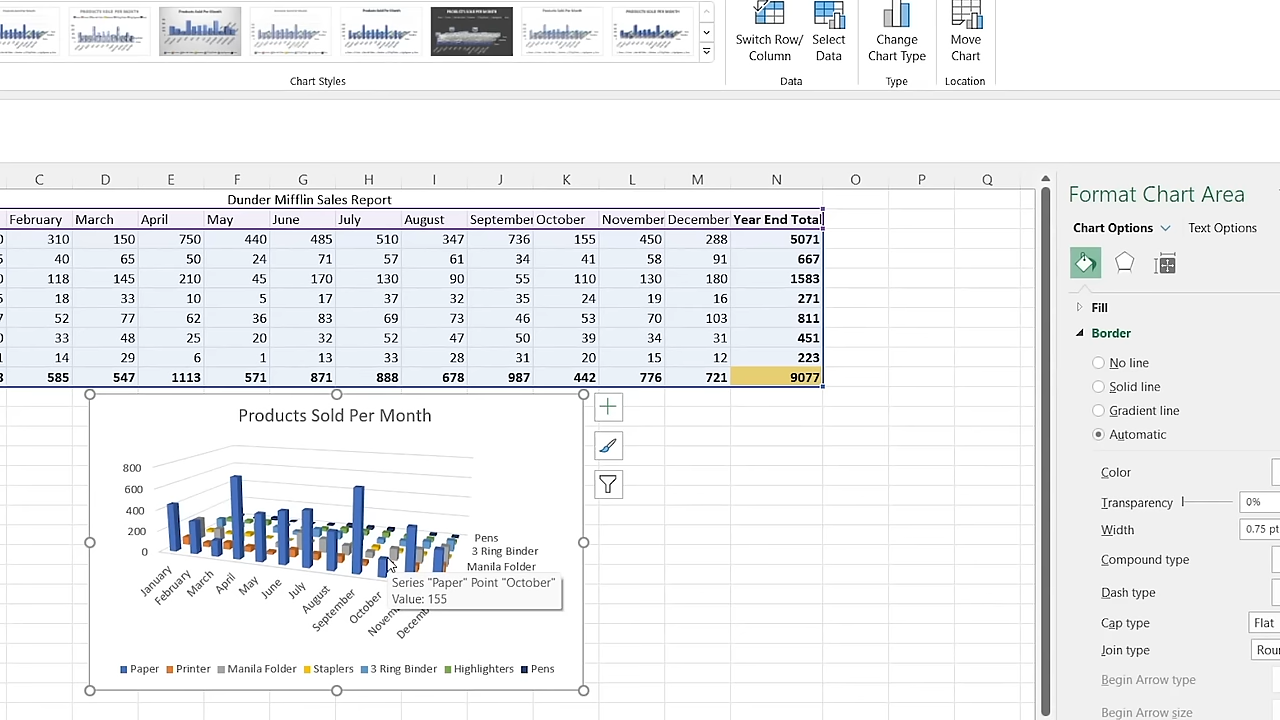 Switch Row/ Column
Select Data
Change Chart Type
Move Chart
Chart Styles
Data
Type
Location
C D E F G H I J K L M N O P Q
Dunder Mifflin Sales Report
February March April May June July August September October November December Year End Total
310 150 750 440 485 510 347 736 155 450 288 5071
40 65 50 24 71 57 61 34 41 58 91 667
118 145 210 45 170 130 90 55 110 130 180 1583
18 33 10 5 17 37 32 35 24 19 16 271
52 77 62 36 83 69 73 46 53 70 103 811
33 48 25 20 32 52 47 50 39 34 31 451
14 29 6 1 13 33 28 31 20 15 12 223
585 547 1113 571 871 888 678 987 442 776 721 9077
Products Sold Per Month
800
600
400
200
0
January February March April May June July August September October
Pens
3 Ring Binder
Manila Folder
Series "Paper" Point "October"
Value: 155
Paper Printer Manila Folder Staplers 3 Ring Binder Highlighters Pens
Format Chart Area
Chart Options Text Options
Fill
Border
No line
Solid line
Gradient line
Automatic
Color
Transparency 0%
Width 0.75 pt
Compound type
Dash type
Cap type Flat
Join type
Begin Arrow type
Begin Arrow size